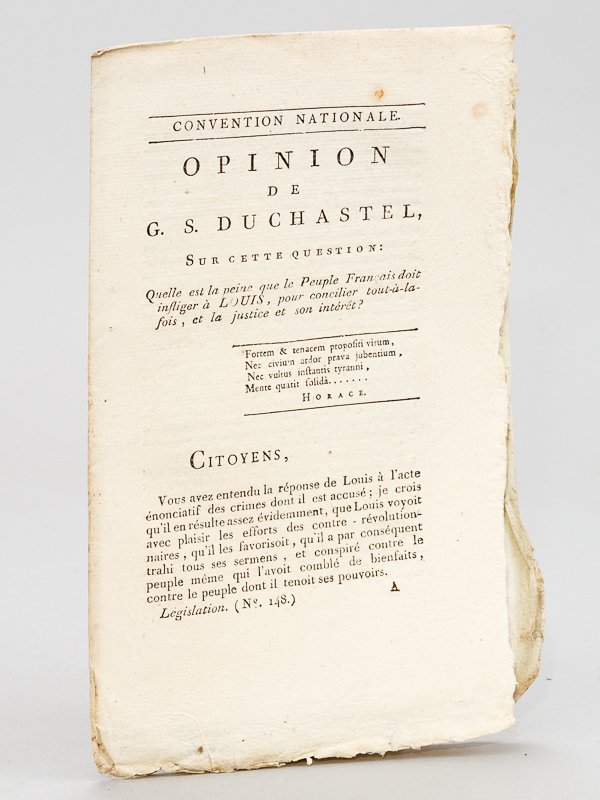 CONVENTION NATIONALE.
OPINION
DE
G. S. DUCHASTEL,
SUR CETTE QUESTION:
Quelle est la peine que le Peuple Français doit
infliger à LOUIS, pour concilier tout-à-la-
fois, et la justice et son intérêt?
Fortem & tenacem propositi virum,
Nec civium ardor prava jubentium,
Nec vultus inſtantis tyranni,
Mente quatit ſolidâ.......
HORACE.
CITOYENS,
Vous avez entendu la réponse de Louis à l'acte
énonciatif des crimes dont il est accusé; je crois
qu'il en résulte assez évidemment, que Louis voyoit
avec plaisir les efforts des contre-révolution-
naires, qu'il les favorisoit, qu'il a par conséquent
trahi tous ses sermens, et conspiré contre le
peuple même qui l'avoit comblé de bienfaits,
contre le peuple dont il tenoit ses pouvoirs.
Législation. (Nº. 148.) A